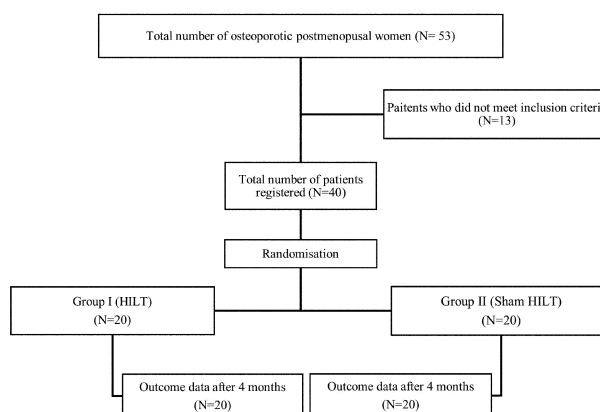 Total number of osteoporotic postmenopusal women (N= 53)
Paitents who did not meet inclusion criteri
(N=13)
Total number of patients
registered (N=40)
Randomisation
Group I (HILT)
(N=20)
Group II (Sham HILT)
(N=20)
Outcome data after 4 months
(N=20)
Outcome data after 4 months
(N=20)